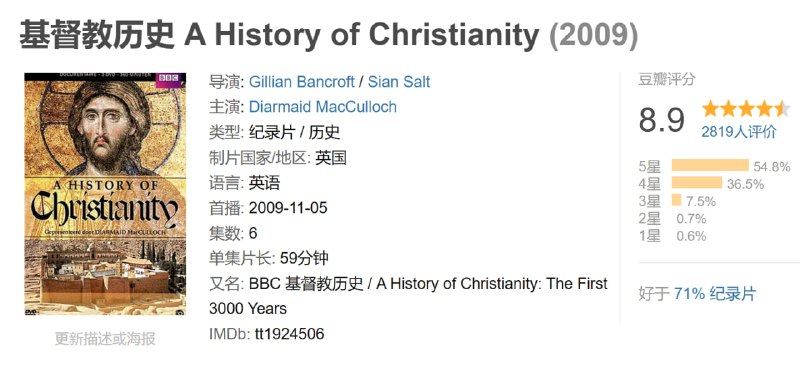 基督教历史 A History of Christianity (2009)
DOCUMENTAIRE - 3 DVD - 360 MINUTEN
BBC
A HISTORY OF
Christianity
Gepresenteerd door DIARMAID MacCULLOCH
DVD
更新描述或海报
导演: Gillian Bancroft / Sian Salt
主演: Diarmaid MacCulloch
类型: 纪录片 / 历史
制片国家/地区: 英国
语言: 英语
首播: 2009-11-05
集数: 6
单集片长: 59分钟
又名: BBC 基督教历史 / A History of Christianity: The First
3000 Years
IMDb: tt1924506
豆瓣评分
8.9
2819人评价
5星 54.8%
4星 36.5%
3星 7.5%
2星 0.7%
1星 0.6%
好于 71% 纪录片